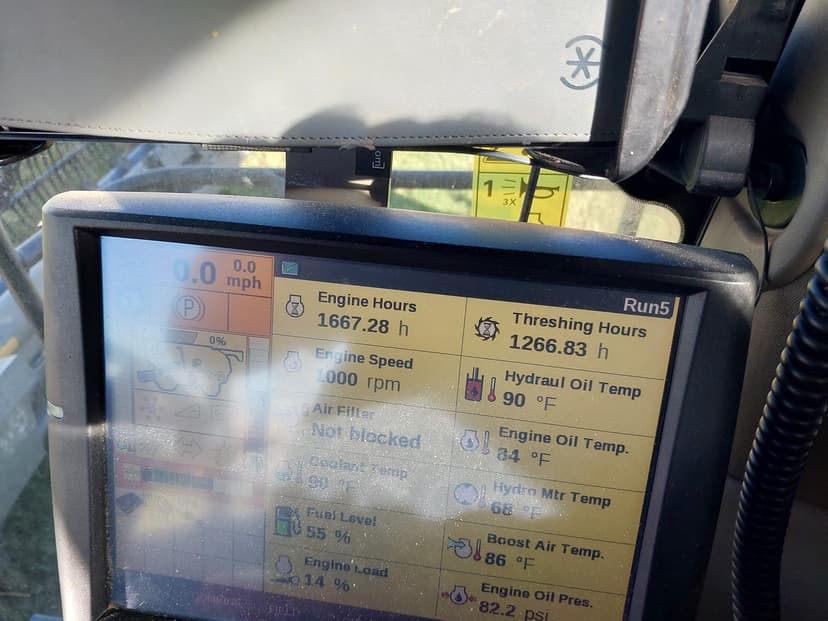 1
3X
0.0
0.0
mph
P
0%
Run5
Engine Hours
1667.28 h
Threshing Hours
1266.83 h
Engine Speed
1000 rpm
Hydraul Oil Temp
90 °F
Air Filter
Not blocked
Engine Oil Temp.
84 °F
Coolant Temp
90 °F
Hydro Mtr Temp
68 °F
Fuel Level
55 %
Boost Air Temp.
86 °F
Engine Load
14 %
Engine Oil Pres.
82.2 psi